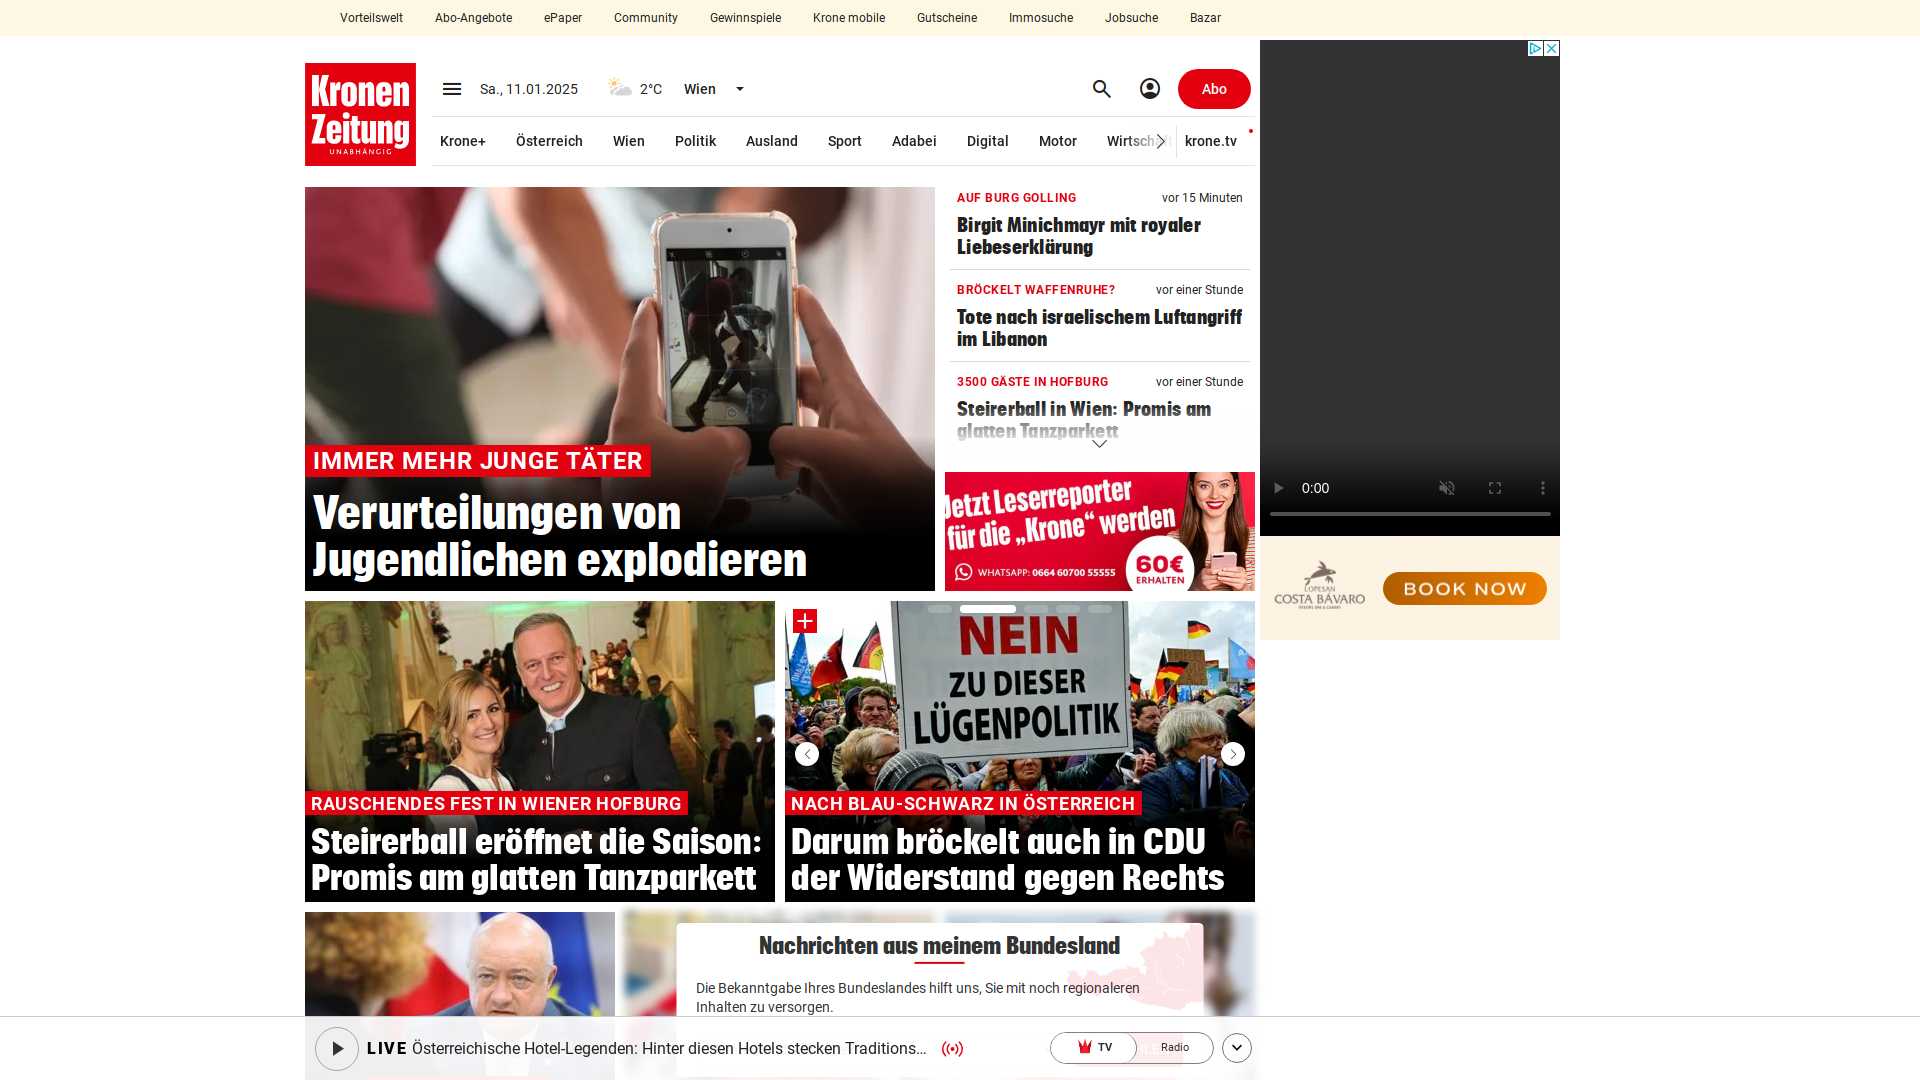 Vorteilswelt
Abo-Angebote
ePaper
Community
Gewinnspiele
Krone mobile
Gutscheine
Immosuche
Jobsuche
Bazar
Kronen
Zeitung
UNABHÄNGIG
Sa., 11.01.2025
2°C
Wien
Abo
Krone+
Österreich
Wien
Politik
Ausland
Sport
Adabei
Digital
Motor
krone.tv
IMMER MEHR JUNGE TÄTER
Verurteilungen von
Jugendlichen explodieren
AUF BURG GOLLING
vor 15 Minuten
Birgit Minichmayr mit royaler
Liebeserklärung
BRÖCKELT WAFFENRUHE?
vor einer Stunde
Tote nach israelischem Luftangriff
im Libanon
3500 GÄSTE IN HOFBURG
vor einer Stunde
Steirerball in Wien: Promis am
glatten Tanzparkett
Jetzt Leserreporter
für die „Krone“ werden
WHATSAPP: 0664 60700 55555
60€
ERHALTEN
0:00
LOPESAN
COSTA BÁVARO
BOOK NOW
RAUSCHENDES FEST IN WIENER HOFBURG
Steirerball eröffnet die Saison:
Promis am glatten Tanzparkett
NEIN
ZU DIESER
LÜGENPOLITIK
NACH BLAU-SCHWARZ IN ÖSTERREICH
Darum bröckelt auch in CDU
der Widerstand gegen Rechts
Nachrichten aus meinem Bundesland
Die Bekanntgabe Ihres Bundeslandes hilft uns, Sie mit noch regionaleren
Inhalten zu versorgen.
LIVE Österreichische Hotel-Legenden: Hinter diesen Hotels stecken Traditions...
TV
Radio